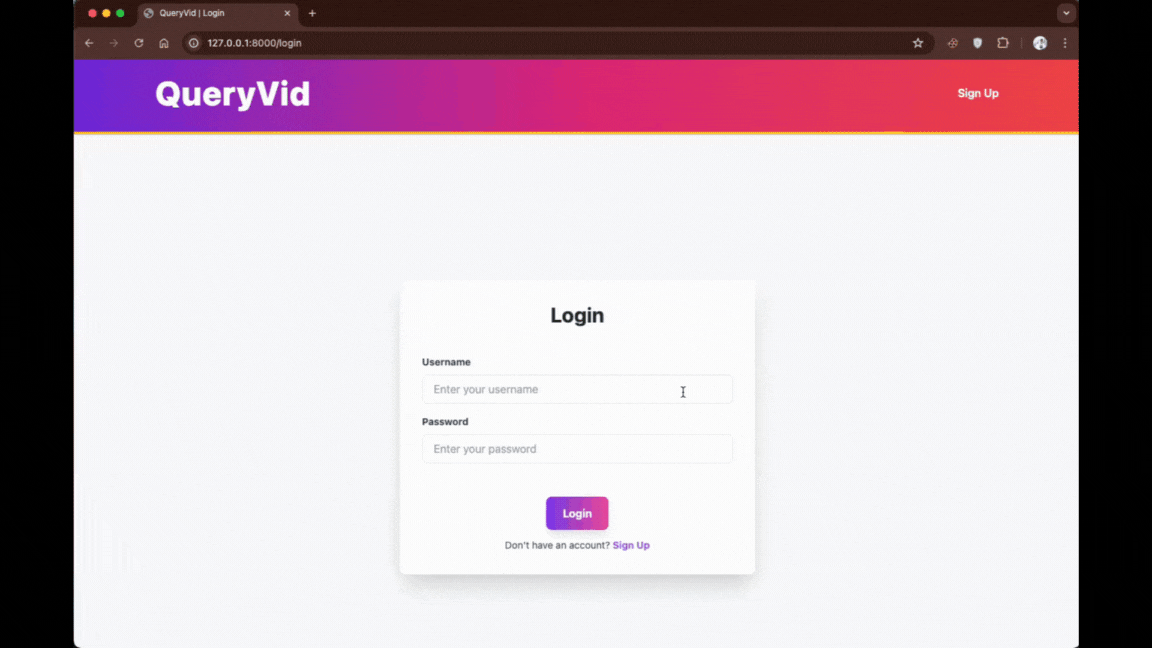 QueryVid | Login
127.0.0.1:8000/login
QueryVid
Sign Up
Login
Username
Enter your username
Password
Enter your password
Login
Don't have an account? Sign Up